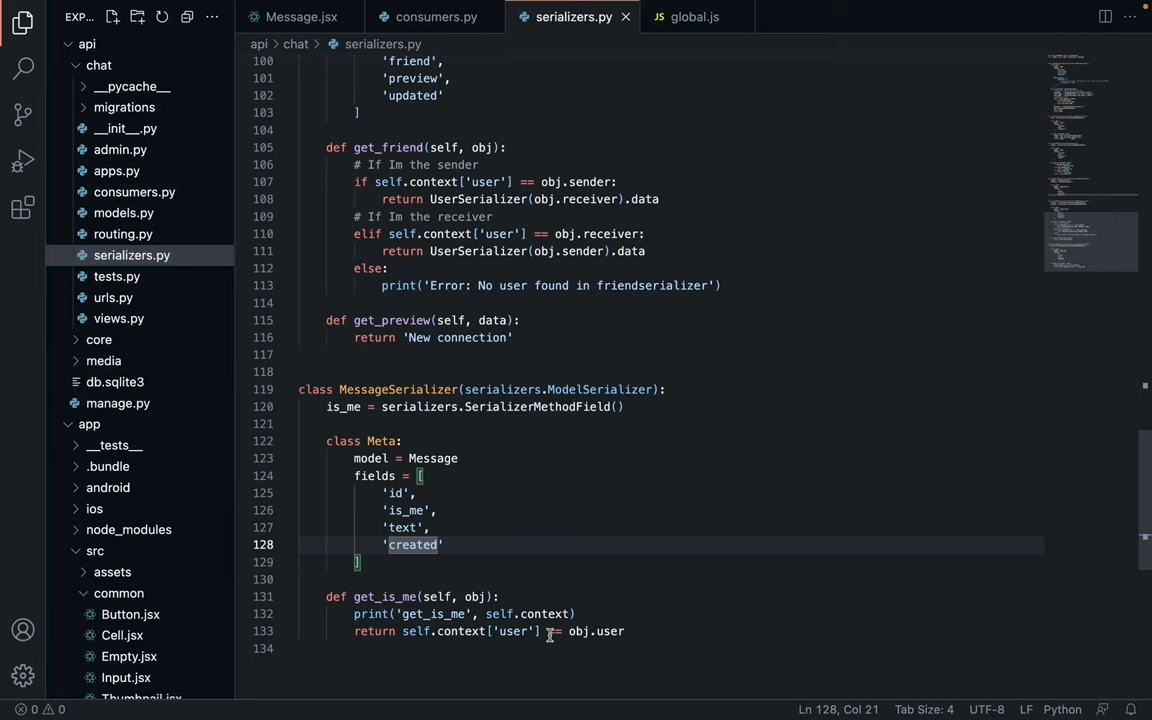 EXP...
Message.jsx
consumers.py
serializers.py
JS global.js
api > chat > serializers.py
api
chat
__pycache__
migrations
__init__.py
admin.py
apps.py
consumers.py
models.py
routing.py
serializers.py
tests.py
urls.py
views.py
core
media
db.sqlite3
manage.py
app
__tests__
.bundle
android
ios
node_modules
src
assets
common
Button.jsx
Cell.jsx
Empty.jsx
Input.jsx
Thumbnail.jsx
100 'friend',
101 'preview',
102 'updated'
103 ]
104
105 def get_friend(self, obj):
106 # If Im the sender
107 if self.context['user'] == obj.sender:
108 return UserSerializer(obj.receiver).data
109 # If Im the receiver
110 elif self.context['user'] == obj.receiver:
111 return UserSerializer(obj.sender).data
112 else:
113 print('Error: No user found in friendserializer')
114
115 def get_preview(self, data):
116 return 'New connection'
117
118
119 class MessageSerializer(serializers.ModelSerializer):
120 is_me = serializers.SerializerMethodField()
121
122 class Meta:
123 model = Message
124 fields = [
125 'id',
126 'is_me',
127 'text',
128 'created'
129 ]
130
131 def get_is_me(self, obj):
132 print('get_is_me', self.context)
133 return self.context['user'] == obj.user
134
0 0
Ln 128, Col 21
Tab Size: 4
UTF-8
LF
Python